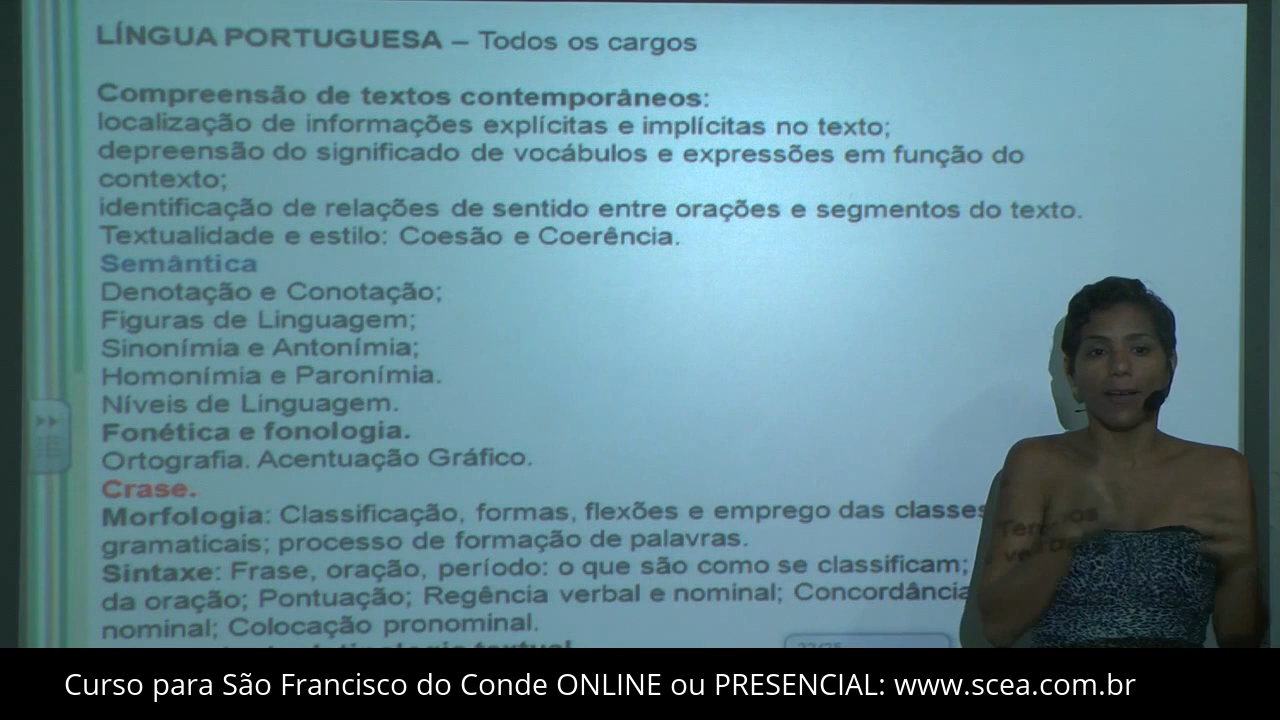 LÍNGUA PORTUGUESA – Todos os cargos
Compreensão de textos contemporâneos:
localização de informações explícitas e implícitas no texto;
depreensão do significado de vocábulos e expressões em função do
contexto;
identificação de relações de sentido entre orações e segmentos do texto.
Textualidade e estilo: Coesão e Coerência.
Semântica
Denotação e Conotação;
Figuras de Linguagem;
Sinonímia e Antonímia;
Homonímia e Paronímia.
Níveis de Linguagem.
Fonética e fonologia.
Ortografia. Acentuação Gráfico.
Crase.
Morfologia: Classificação, formas, flexões e emprego das classes
gramaticais; processo de formação de palavras.
Sintaxe: Frase, oração, período: o que são como se classificam;
da oração; Pontuação; Regência verbal e nominal; Concordância
nominal; Colocação pronominal.
Curso para São Francisco do Conde ONLINE ou PRESENCIAL: www.scea.com.br